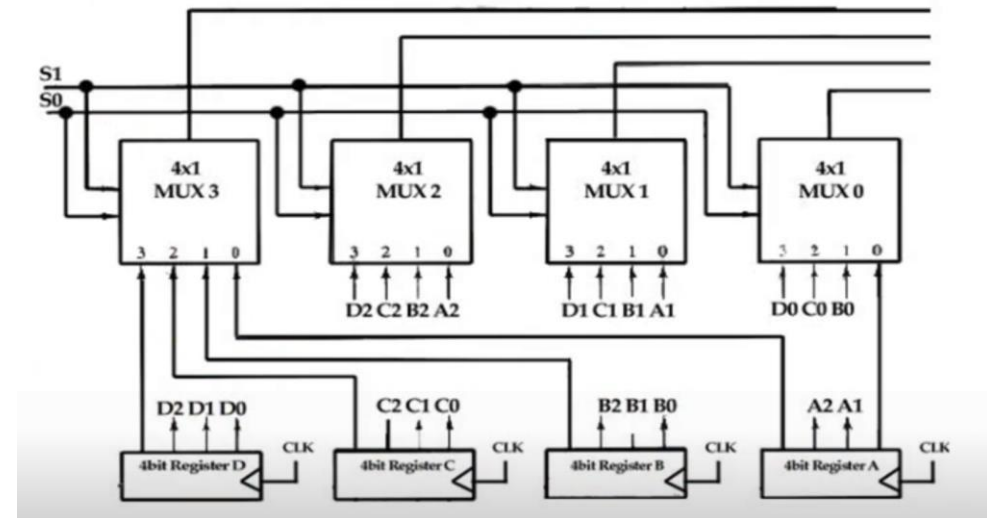 S1
S0
4x1
MUX 3
3 2 1 0
4x1
MUX 2
3 2 1 0
4x1
MUX 1
3 2 1 0
4x1
MUX 0
3 2 1 0
D2 C2 B2 A2
D1 C1 B1 A1
D0 C0 B0
D2 D1 D0
CLK
4bit Register D
C2 C1 C0
CLK
4bit Register C
B2 B1 B0
CLK
4bit Register B
A2 A1
CLK
4bit Register A